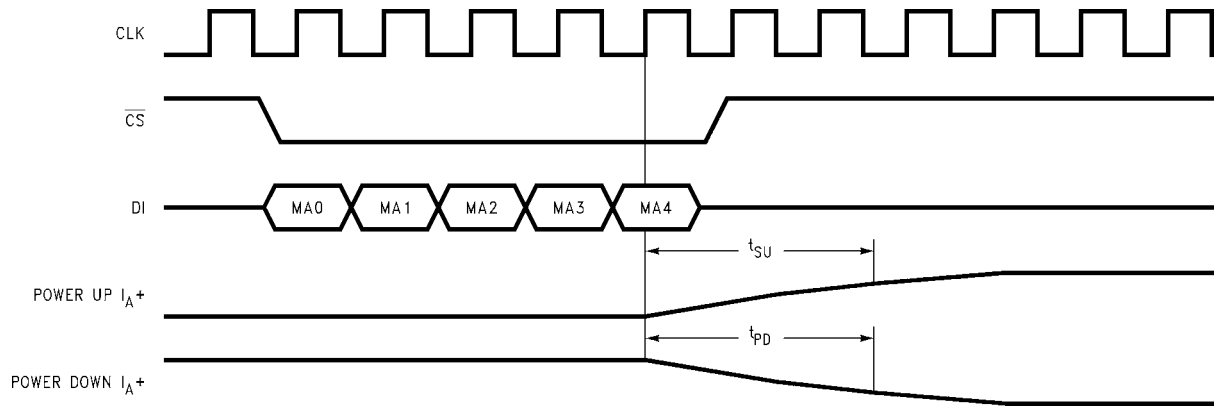 CLK
CS
DI
MA0 MA1 MA2 MA3 MA4
tSU
POWER UP IA+
tPD
POWER DOWN IA+